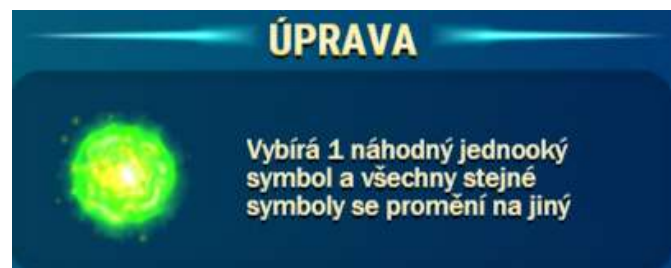 ÚPRAVA
Vybírá 1 náhodný jednooký
symbol a všechny stejné
symboly se promění na jiný